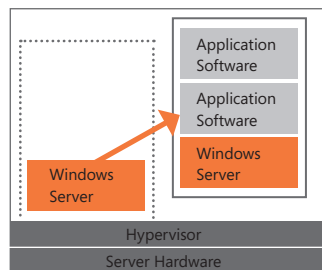 Application
Software
Application
Software
Windows
Server
Windows
Server
Hypervisor
Server Hardware